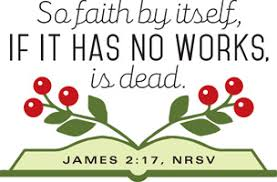 So faith by itself,
IF IT HAS NO WORKS,
is dead.
JAMES 2:17, NRSV